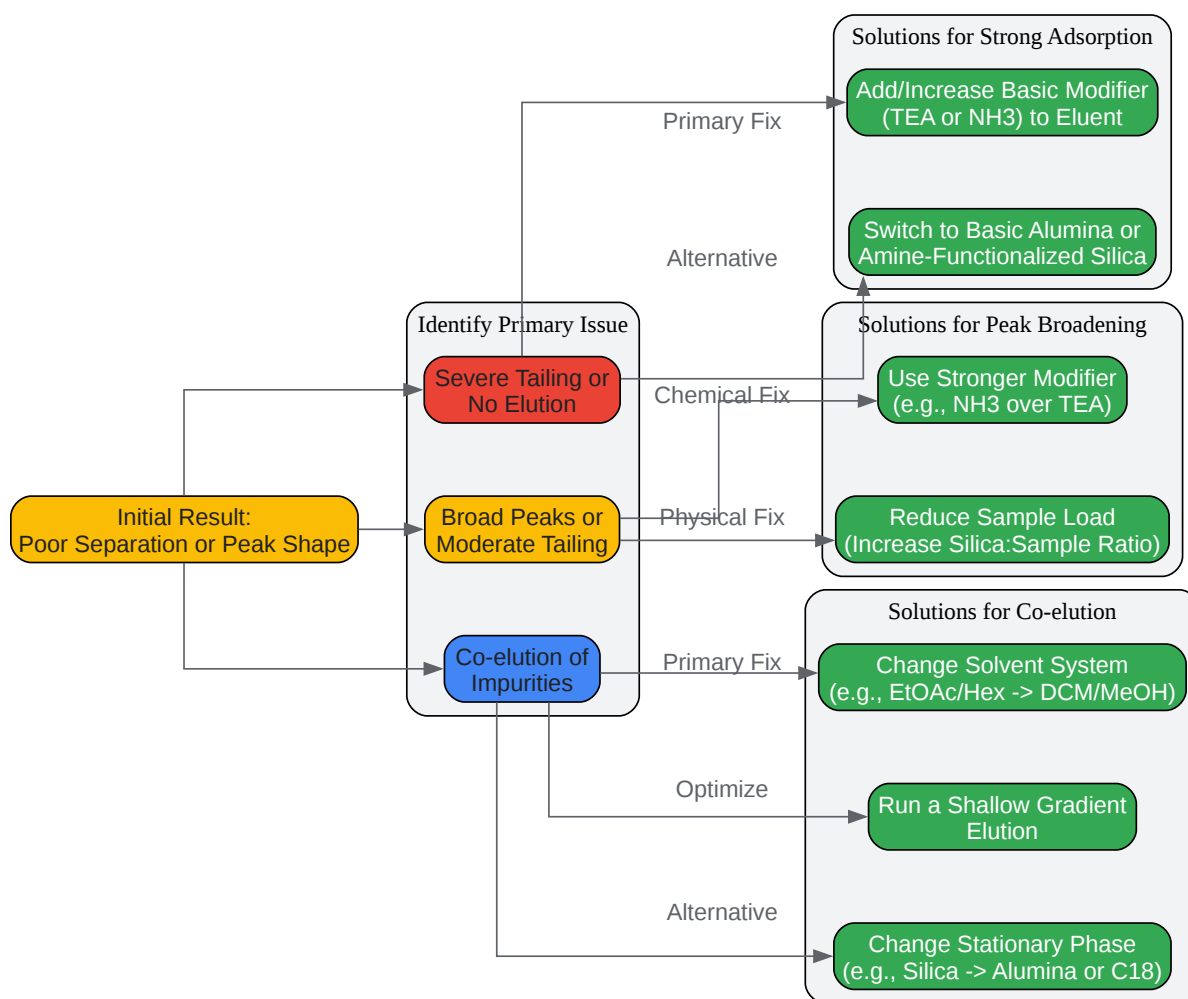 Solutions for Strong Adsorption
Add/Increase Basic Modifier
(TEA or NH3) to Eluent
Primary Fix
Switch to Basic Alumina or
Amine-Functionalized Silica
Alternative
Identify Primary Issue
Solutions for Peak Broadening
Severe Tailing or
No Elution
Chemical Fix
Use Stronger Modifier
(e.g., NH3 over TEA)
Initial Result:
Poor Separation or Peak Shape
Broad Peaks or
Moderate Tailing
Physical Fix
Reduce Sample Load
(Increase Silica:Sample Ratio)
Solutions for Co-elution
Co-elution of
Impurities
Primary Fix
Change Solvent System
(e.g., EtOAc/Hex -> DCM/MeOH)
Optimize
Run a Shallow Gradient
Elution
Alternative
Change Stationary Phase
(e.g., Silica -> Alumina or C18)